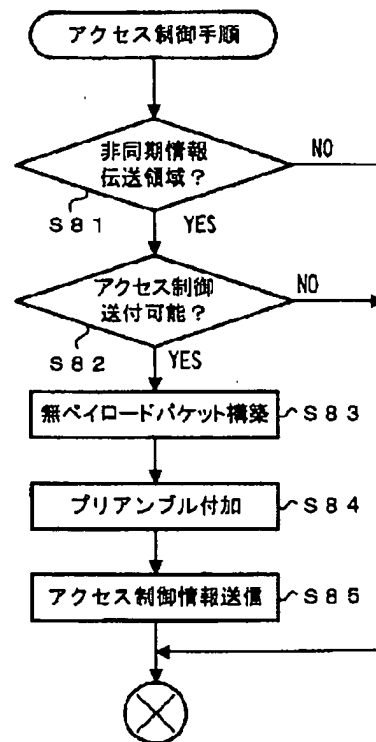 アクセス制御手順
非同期情報
伝送領域?
NO
S81
YES
アクセス制御
送付可能?
NO
S82
YES
無ペイロードパケット構築
S83
プリアンブル付加
S84
アクセス制御情報送信
S85